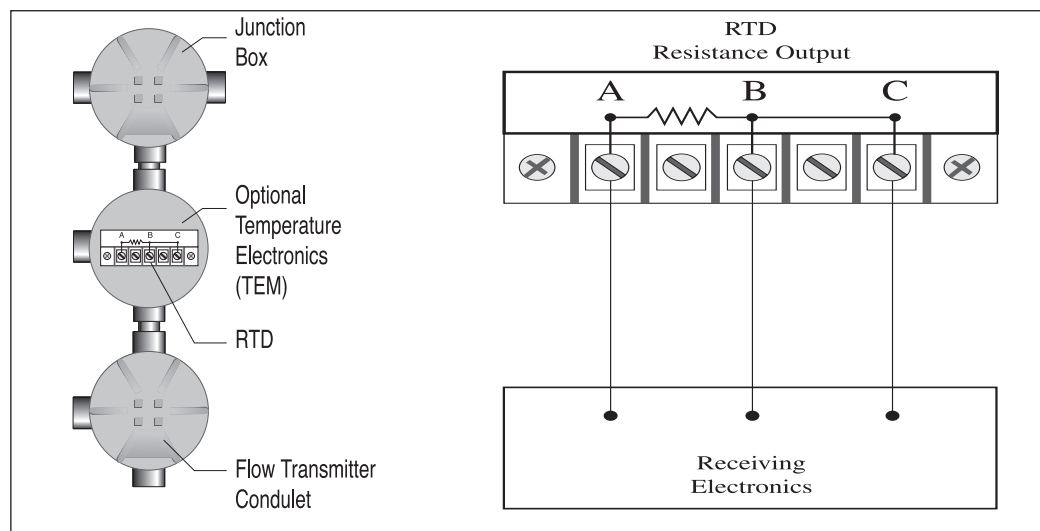 Junction
Box
Optional
Temperature
Electronics
(TEM)
A B C
RTD
Flow Transmitter
Condulet
RTD
Resistance Output
A B C
Receiving
Electronics